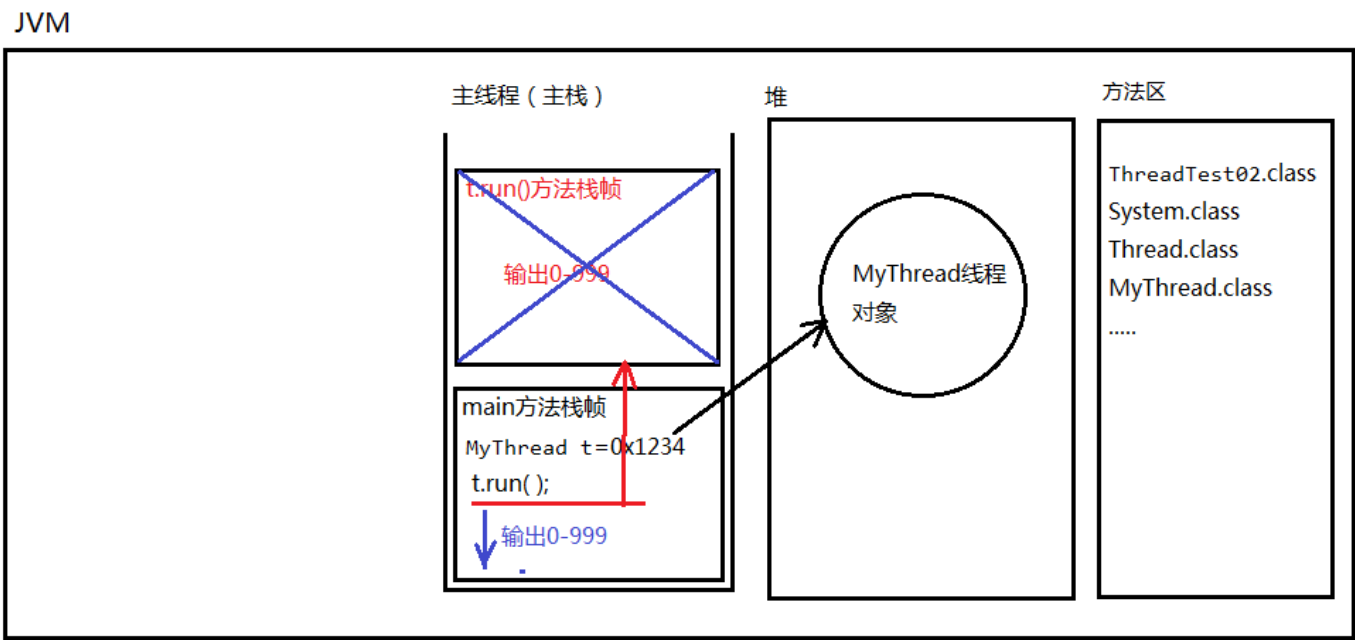 JVM
主线程（主栈）
t.run()方法栈帧
输出0-999
main方法栈帧
MyThread t=0x1234
t.run( );
输出0-999
堆
MyThread线程
对象
方法区
ThreadTest02.class
System.class
Thread.class
MyThread.class
.....